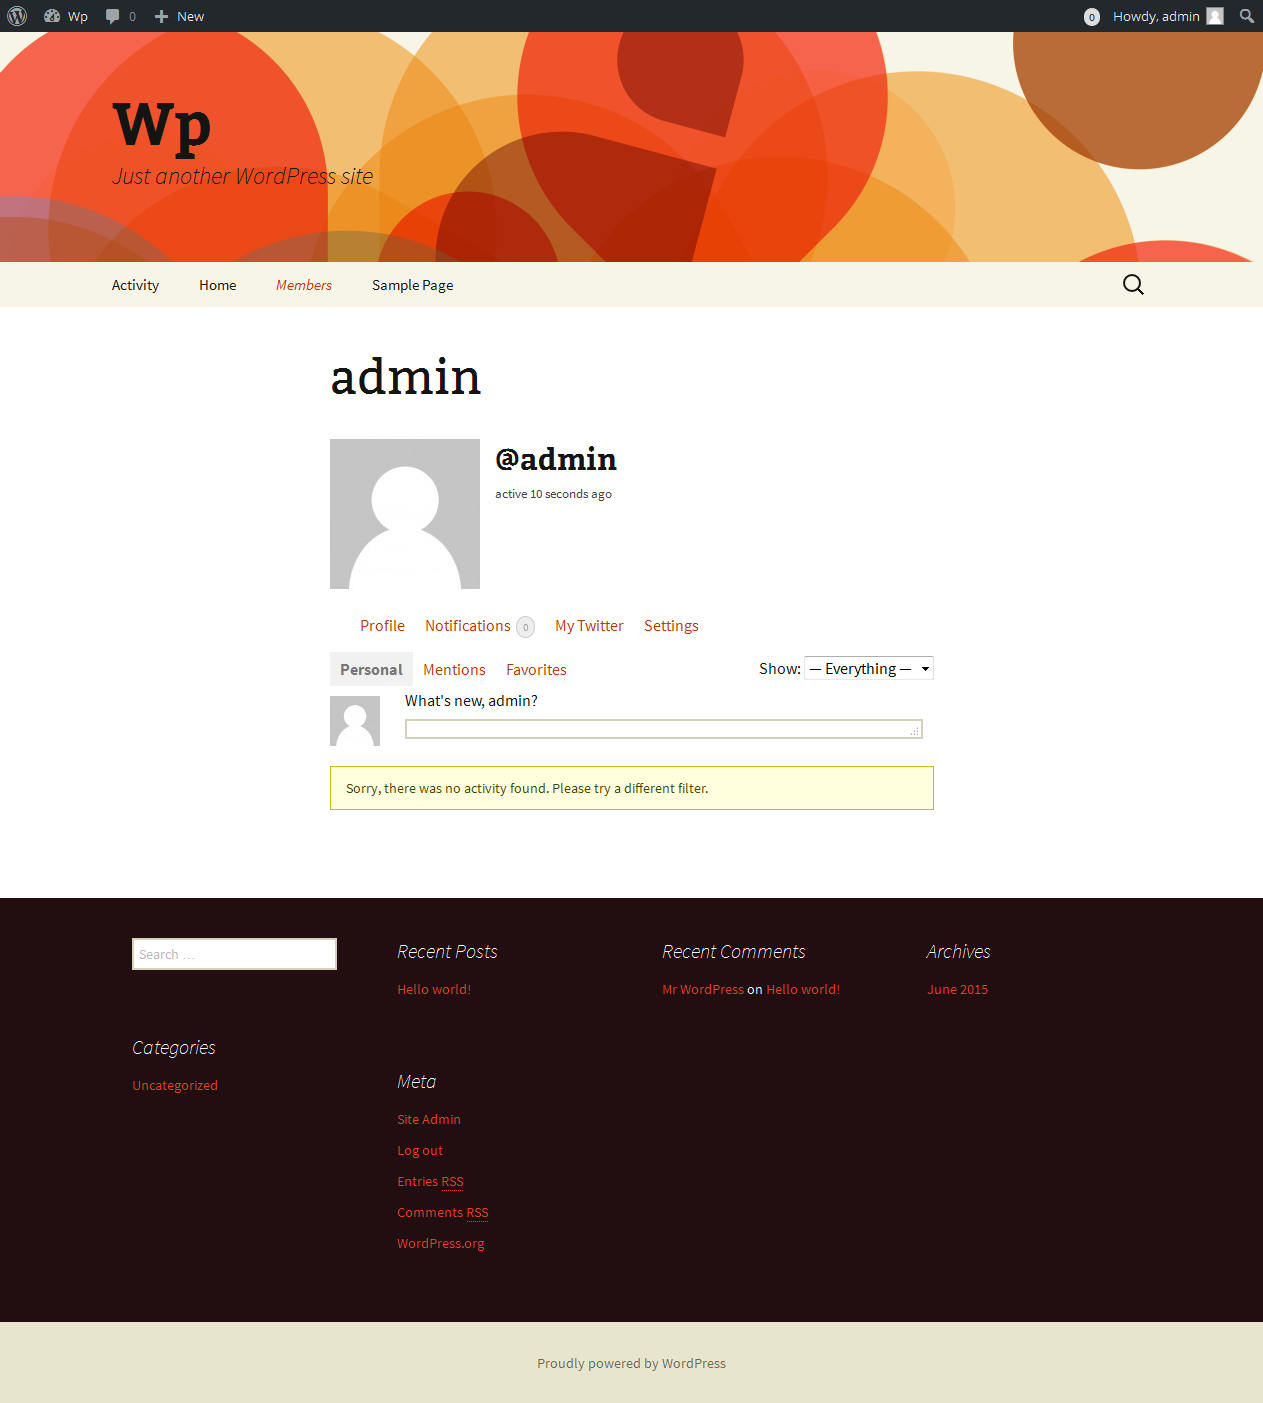 Wp 0 New 0 Howdy, admin
Wp
Just another WordPress site
Activity Home Members Sample Page
admin
@admin
active 10 seconds ago
Profile Notifications 0 My Twitter Settings
Personal Mentions Favorites Show: — Everything —
What's new, admin?
Sorry, there was no activity found. Please try a different filter.
Search …
Categories
Uncategorized
Recent Posts
Hello world!
Meta
Site Admin
Log out
Entries RSS
Comments RSS
WordPress.org
Recent Comments
Mr WordPress on Hello world!
Archives
June 2015
Proudly powered by WordPress